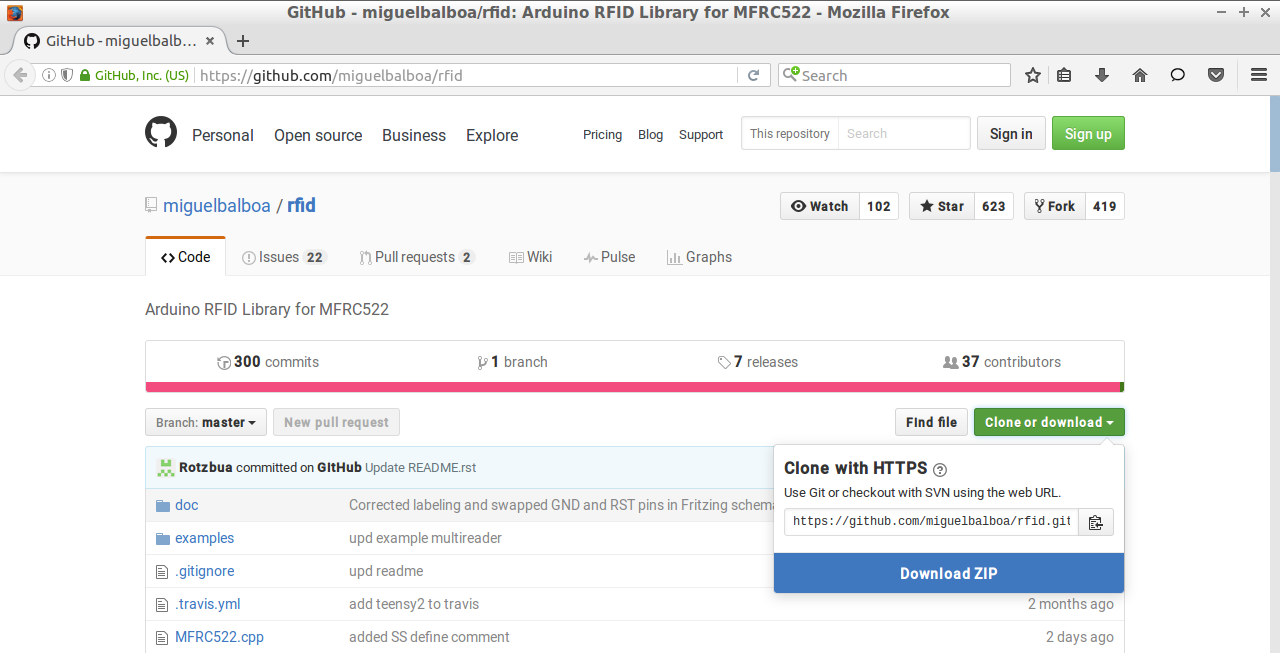 GitHub - miguelbalboa/rfid: Arduino RFID Library for MFRC522 - Mozilla Firefox
GitHub - miguelbalb...
GitHub, Inc. (US) https://github.com/miguelbalboa/rfid Search
Personal Open source Business Explore Pricing Blog Support This repository Search Sign in Sign up
miguelbalboa / rfid Watch 102 Star 623 Fork 419
Code Issues 22 Pull requests 2 Wiki Pulse Graphs
Arduino RFID Library for MFRC522
300 commits 1 branch 7 releases 37 contributors
Branch: master New pull request Find file Clone or download
Rotzbua committed on GitHub Update README.rst
Clone with HTTPS ?
Use Git or checkout with SVN using the web URL.
https://github.com/miguelbalboa/rfid.git
Download ZIP
doc Corrected labeling and swapped GND and RST pins in Fritzing schema
examples upd example multireader
.gitignore upd readme
.travis.yml add teensy2 to travis 2 months ago
MFRC522.cpp added SS define comment 2 days ago